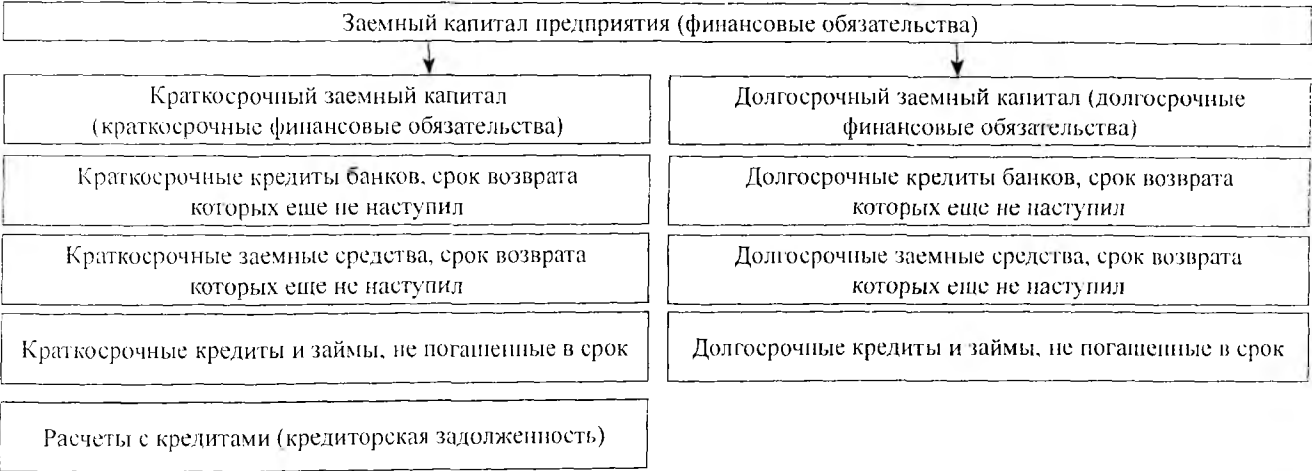 Заемный капитал предприятия (финансовые обязательства)
Краткосрочный заемный капитал
(краткосрочные финансовые обязательства)
Долгосрочный заемный капитал (долгосрочные
финансовые обязательства)
Краткосрочные кредиты банков, срок возврата
которых еще не наступил
Долгосрочные кредиты банков, срок возврата
которых еще не наступил
Краткосрочные заемные средства, срок возврата
которых еще не наступил
Долгосрочные заемные средства, срок возврата
которых еще не наступил
Краткосрочные кредиты и займы, не погашенные в срок
Долгосрочные кредиты и займы, не погашенные в срок
Расчеты с кредитами (кредиторская задолженность)